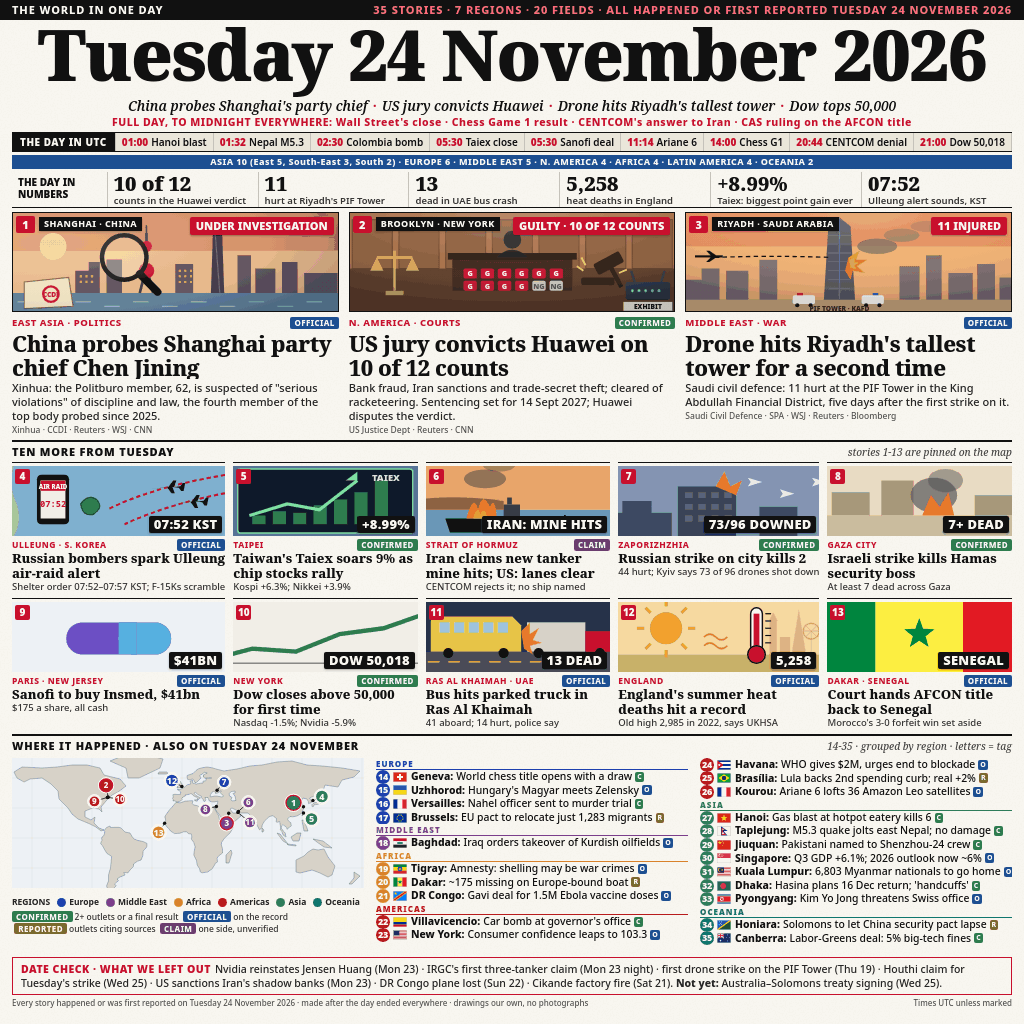 THE WORLD IN ONE DAY
35 STORIES · 7 REGIONS · 20 FIELDS · ALL HAPPENED OR FIRST REPORTED TUESDAY 24 NOVEMBER 2026
Tuesday 24 November 2026
China probes Shanghai's party chief · US jury convicts Huawei · Drone hits Riyadh's tallest tower · Dow tops 50,000
FULL DAY, TO MIDNIGHT EVERYWHERE: Wall Street's close · Chess Game 1 result · CENTCOM's answer to Iran · CAS ruling on the AFCON title
THE DAY IN UTC 01:00 Hanoi blast 01:32 Nepal M5.3 02:30 Colombia bomb 05:30 Taiex close 05:30 Sanofi deal 11:14 Ariane 6 14:00 Chess G1 20:44 CENTCOM denial 21:00 Dow 50,018
ASIA 10 (East 5, South-East 3, South 2) · EUROPE 6 · MIDDLE EAST 5 · N. AMERICA 4 · AFRICA 4 · LATIN AMERICA 4 · OCEANIA 2
THE DAY IN NUMBERS
10 of 12
counts in the Huawei verdict
11
hurt at Riyadh's PIF Tower
13
dead in UAE bus crash
5,258
heat deaths in England
+8.99%
Taiex: biggest point gain ever
07:52
Ulleung alert sounds, KST
1 SHANGHAI · CHINA
UNDER INVESTIGATION
CCDI
EAST ASIA · POLITICS
OFFICIAL
China probes Shanghai party
chief Chen Jining
Xinhua: the Politburo member, 62, is suspected of "serious
violations" of discipline and law, the fourth member of the
top body probed since 2025.
Xinhua · CCDI · Reuters · WSJ · CNN
2 BROOKLYN · NEW YORK
GUILTY · 10 OF 12 COUNTS
G G G G G G
G G G G NG NG
EXHIBIT
N. AMERICA · COURTS
CONFIRMED
US jury convicts Huawei on
10 of 12 counts
Bank fraud, Iran sanctions and trade-secret theft; cleared of
racketeering. Sentencing set for 14 Sept 2027; Huawei
disputes the verdict.
US Justice Dept · Reuters · CNN
3 RIYADH · SAUDI ARABIA
11 INJURED
PIF TOWER · KAFD
MIDDLE EAST · WAR
OFFICIAL
Drone hits Riyadh's tallest
tower for a second time
Saudi civil defence: 11 hurt at the PIF Tower in the King
Abdullah Financial District, five days after the first strike on it.
Saudi Civil Defence · SPA · WSJ · Reuters · Bloomberg
TEN MORE FROM TUESDAY
stories 1-13 are pinned on the map
4
AIR RAID
07:52
07:52 KST
ULLEUNG · S. KOREA
OFFICIAL
Russian bombers spark Ulleung
air-raid alert
Shelter order 07:52–07:57 KST; F-15Ks scramble
5
TAIEX
+8.99%
TAIPEI
CONFIRMED
Taiwan's Taiex soars 9% as
chip stocks rally
Kospi +6.3%; Nikkei +3.9%
6
IRAN: MINE HITS
STRAIT OF HORMUZ
CLAIM
Iran claims new tanker
mine hits; US: lanes clear
CENTCOM rejects it; no ship named
7
73/96 DOWNED
ZAPORIZHZHIA
CONFIRMED
Russian strike on city kills 2
44 hurt; Kyiv says 73 of 96 drones shot down
8
7+ DEAD
GAZA CITY
CONFIRMED
Israeli strike kills Hamas
security boss
At least 7 dead across Gaza
9
$41BN
PARIS · NEW JERSEY
OFFICIAL
Sanofi to buy Insmed, $41bn
$175 a share, all cash
10
DOW 50,018
NEW YORK
CONFIRMED
Dow closes above 50,000
for first time
Nasdaq -1.5%; Nvidia -5.9%
11
13 DEAD
RAS AL KHAIMAH · UAE
OFFICIAL
Bus hits parked truck in
Ras Al Khaimah
41 aboard; 14 hurt, police say
12
5,258
ENGLAND
OFFICIAL
England's summer heat
deaths hit a record
Old high 2,985 in 2022, says UKHSA
13
SENEGAL
DAKAR · SENEGAL
OFFICIAL
Court hands AFCON title
back to Senegal
Morocco's 3-0 forfeit win set aside
WHERE IT HAPPENED · ALSO ON TUESDAY 24 NOVEMBER
14-35 · grouped by region · letters = tag
2 9 10 12 7 8 6 3 11 13 1 4 5
REGIONS Europe Middle East Africa Americas Asia Oceania
CONFIRMED 2+ outlets or a final result OFFICIAL on the record
REPORTED outlets citing sources CLAIM one side, unverified
EUROPE
14 Geneva: World chess title opens with a draw C
15 Uzhhorod: Hungary's Magyar meets Zelensky O
16 Versailles: Nahel officer sent to murder trial C
17 Brussels: EU pact to relocate just 1,283 migrants R
MIDDLE EAST
18 Baghdad: Iraq orders takeover of Kurdish oilfields O
AFRICA
19 Tigray: Amnesty: shelling may be war crimes O
20 Dakar: ~175 missing on Europe-bound boat R
21 DR Congo: Gavi deal for 1.5M Ebola vaccine doses O
AMERICAS
22 Villavicencio: Car bomb at governor's office C
23 New York: Consumer confidence leaps to 103.3 O
24 Havana: WHO gives $2M, urges end to blockade O
25 Brasília: Lula backs 2nd spending curb; real +2% R
26 Kourou: Ariane 6 lofts 36 Amazon Leo satellites O
ASIA
27 Hanoi: Gas blast at hotpot eatery kills 6 C
28 Taplejung: M5.3 quake jolts east Nepal; no damage C
29 Jiuquan: Pakistani named to Shenzhou-24 crew C
30 Singapore: Q3 GDP +6.1%; 2026 outlook now ~6% O
31 Kuala Lumpur: 6,803 Myanmar nationals to go home O
32 Dhaka: Hasina plans 16 Dec return; 'handcuffs' C
33 Pyongyang: Kim Yo Jong threatens Swiss office O
OCEANIA
34 Honiara: Solomons to let China security pact lapse R
35 Canberra: Labor-Greens deal: 5% big-tech fines C
DATE CHECK · WHAT WE LEFT OUT Nvidia reinstates Jensen Huang (Mon 23) · IRGC's first three-tanker claim (Mon 23 night) · first drone strike on the PIF Tower (Thu 19) · Houthi claim for
Tuesday's strike (Wed 25) · US sanctions Iran's shadow banks (Mon 23) · DR Congo plane lost (Sun 22) · Cikande factory fire (Sat 21). Not yet: Australia–Solomons treaty signing (Wed 25).
Every story happened or was first reported on Tuesday 24 November 2026 · made after the day ended everywhere · drawings our own, no photographs
Times UTC unless marked